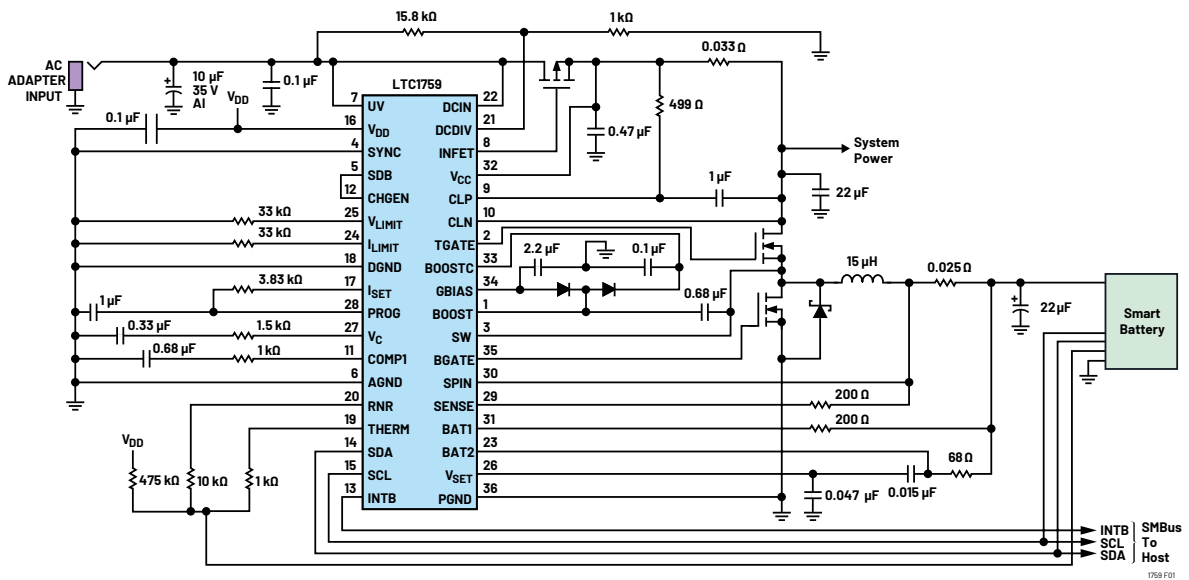 15.8 kΩ
1 kΩ
AC
ADAPTER
INPUT
+
10 μF
35 V
Al
0.1 μF
0.033 Ω
VDD
0.1 μF
LTC1759
499 Ω
0.47 μF
System
Power
1 μF
22 μF
7 UV
16 VDD
4 SYNC
5 SDB
12 CHGEN
25 VLIMIT
24 ILIMIT
18 DGND
17 ISET
28 PROG
27 VC
11 COMP1
6 AGND
20 RNR
19 THERM
14 SDA
15 SCL
13 INTB
DCIN 22
DCDIV 21
INFET 8
VCC 32
CLP 9
CLN 10
TGATE 2
BOOSTC 33
GBIAS 34
BOOST 1
SW 3
BGATE 35
SPIN 30
SENSE 29
BAT1 31
BAT2 23
VSET 26
PGND 36
33 kΩ
33 kΩ
3.83 kΩ
1 μF
0.33 μF
1.5 kΩ
0.68 μF
1 kΩ
2.2 μF
0.1 μF
0.68 μF
15 μH
0.025 Ω
+
22 μF
Smart
Battery
200 Ω
200 Ω
68 Ω
0.047 μF
0.015 μF
VDD
475 kΩ
10 kΩ
1 kΩ
INTB
SCL
SDA
SMBus
To
Host
1759 F01